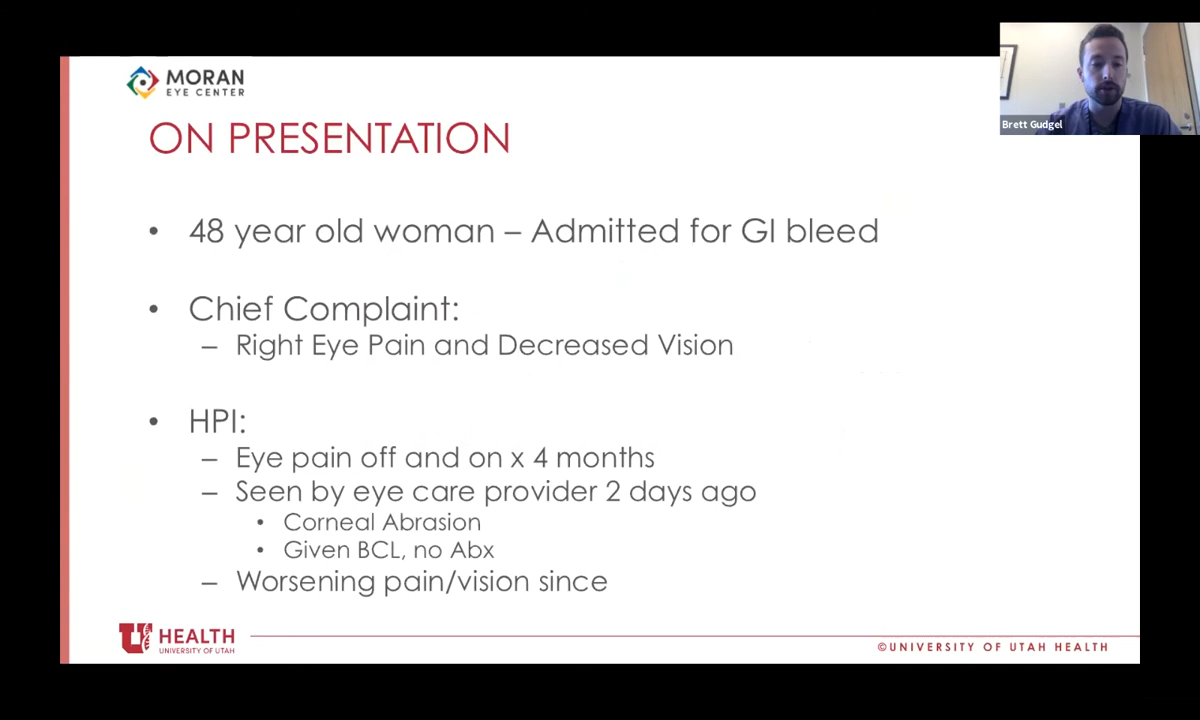 MORAN
EYE CENTER
Brett Gudgel
ON PRESENTATION
• 48 year old woman – Admitted for GI bleed
• Chief Complaint:
– Right Eye Pain and Decreased Vision
• HPI:
– Eye pain off and on x 4 months
– Seen by eye care provider 2 days ago
• Corneal Abrasion
• Given BCL, no Abx
– Worsening pain/vision since
U HEALTH
UNIVERSITY OF UTAH
©UNIVERSITY OF UTAH HEALTH